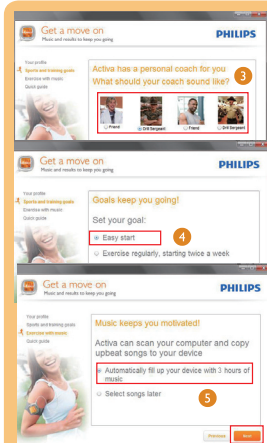 Get a move on
Music and results to keep you going
PHILIPS
Your profile
Sports and training guide
Exercise with music
Quick guide
Activa has a personal coach for you
What should your coach sound like?
3
Friend
Drill Sergeant
Friend
Drill Sergeant
Get a move on
Music and results to keep you going
PHILIPS
Your profile
Sports and training goals
Exercise with music
Quick guide
Goals keep you going!
Set your goal:
Easy start
4
Exercise regularly, starting twice a week
Get a move on
Music and results to keep you going
PHILIPS
Your profile
Sports and training goals
Exercise with music
Quick guide
Music keeps you motivated!
Activa can scan your computer and copy
upbeat songs to your device
Automatically fill up your device with 3 hours of
music
Select songs later
5
Previous
Next